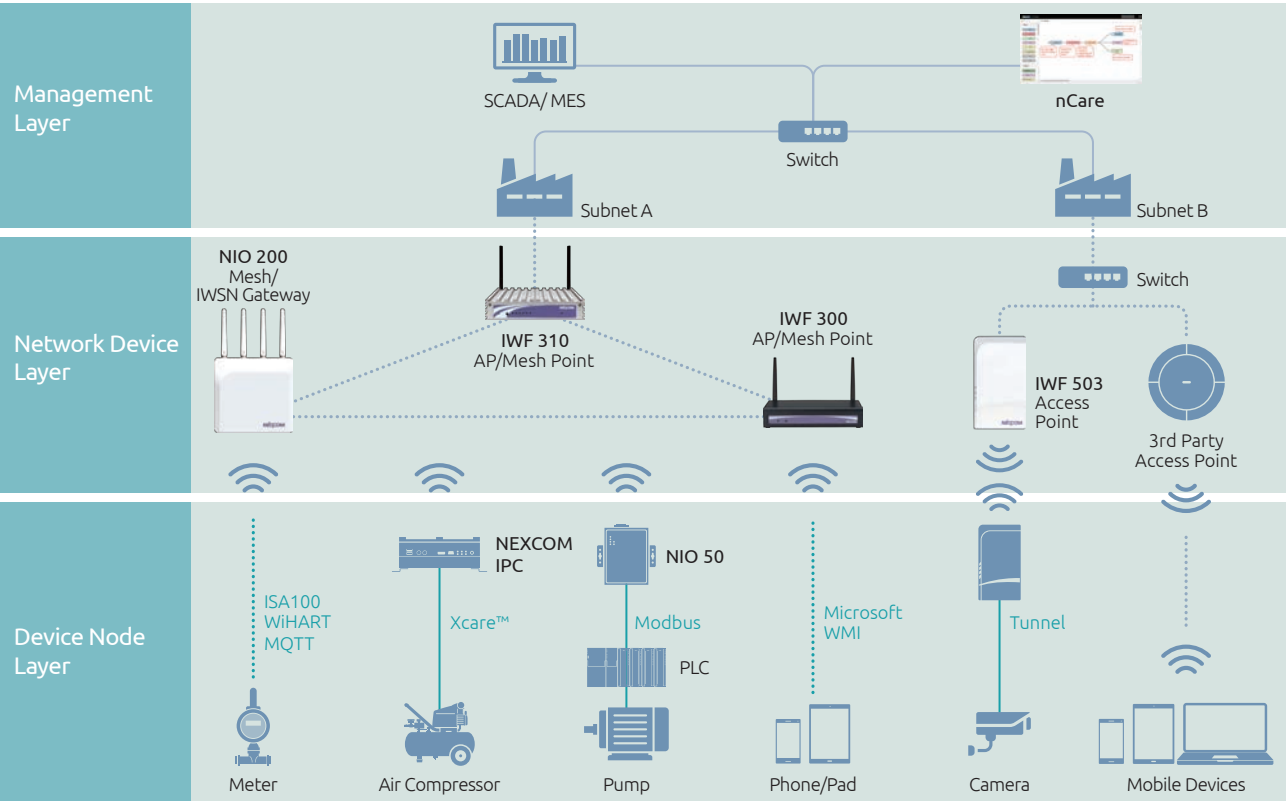 Management
Layer
SCADA/ MES
nCare
Switch
Subnet A
Subnet B
Network Device
Layer
NIO 200
Mesh/
IWSN Gateway
IWF 310
AP/Mesh Point
IWF 300
AP/Mesh Point
Switch
IWF 503
Access
Point
3rd Party
Access Point
Device Node
Layer
ISA100
WiHART
MQTT
Meter
NEXCOM
IPC
Xcare™
Air Compressor
NIO 50
Modbus
PLC
Pump
Microsoft
WMI
Phone/Pad
Tunnel
Camera
Mobile Devices